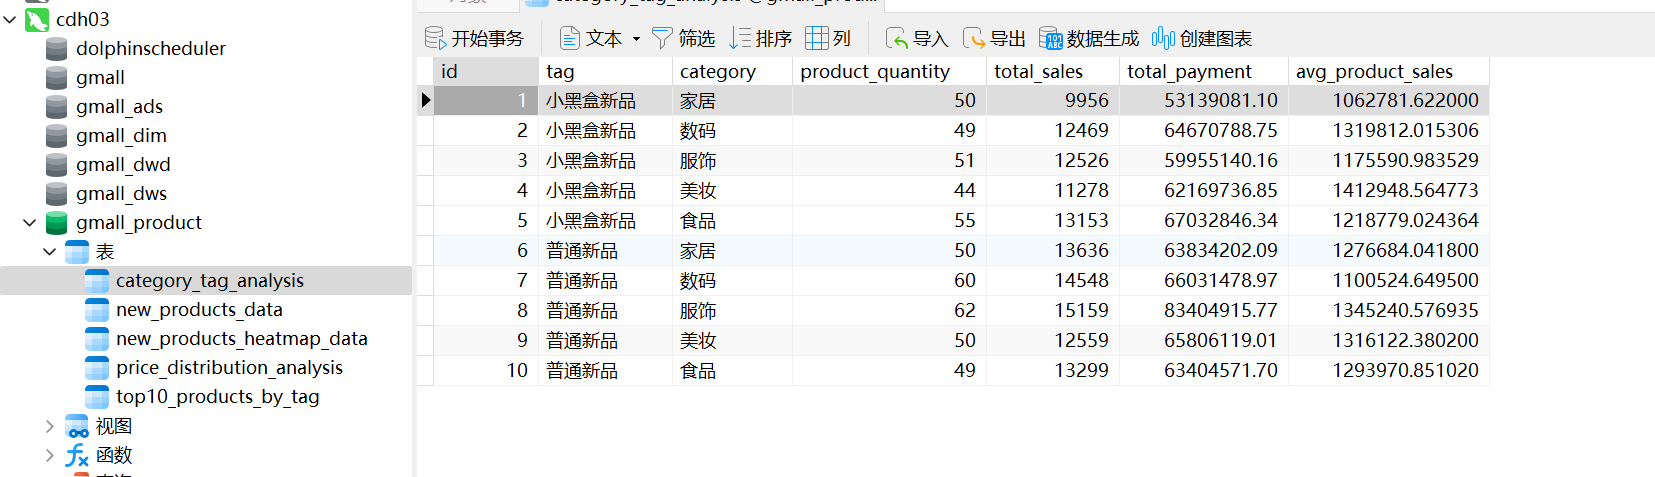 cdh03
dolphinscheduler
gmall
gmall_ads
gmall_dim
gmall_dwd
gmall_dws
gmall_product
表
category_tag_analysis
new_products_data
new_products_heatmap_data
price_distribution_analysis
top10_products_by_tag
视图
函数
开始事务 文本 筛选 排序 列 导入 导出 数据生成 创建图表
id tag category product_quantity total_sales total_payment avg_product_sales
1 小黑盒新品 家居 50 9956 53139081.10 1062781.622000
2 小黑盒新品 数码 49 12469 64670788.75 1319812.015306
3 小黑盒新品 服饰 51 12526 59955140.16 1175590.983529
4 小黑盒新品 美妆 44 11278 62169736.85 1412948.564773
5 小黑盒新品 食品 55 13153 67032846.34 1218779.024364
6 普通新品 家居 50 13636 63834202.09 1276684.041800
7 普通新品 数码 60 14548 66031478.97 1100524.649500
8 普通新品 服饰 62 15159 83404915.77 1345240.576935
9 普通新品 美妆 50 12559 65806119.01 1316122.380200
10 普通新品 食品 49 13299 63404571.70 1293970.851020